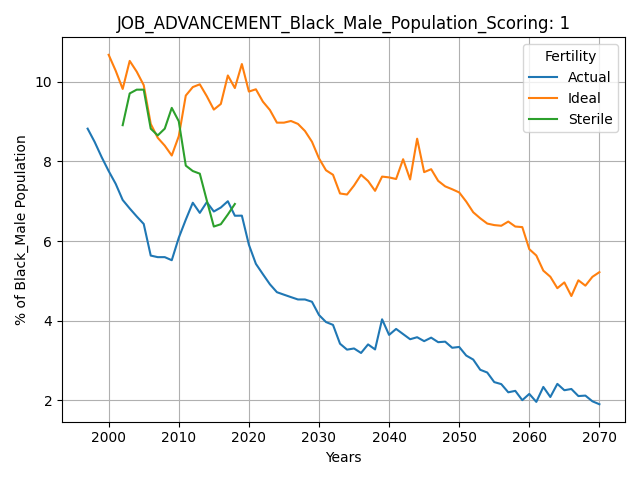 JOB_ADVANCEMENT_Black_Male_Population_Scoring: 1
Fertility
Actual
Ideal
Sterile
% of Black_Male Population
10
8
6
4
2
2000 2010 2020 2030 2040 2050 2060 2070
Years